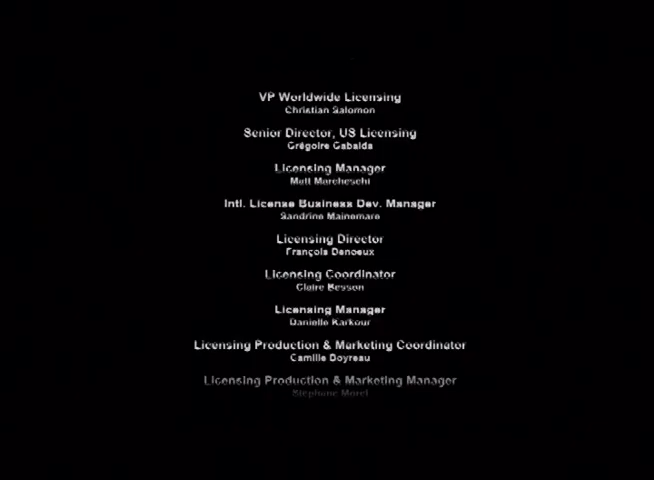 VP Worldwide Licensing
Christian Salomon
Senior Director, US Licensing
Grégoire Gabalda
Licensing Manager
Matt Marcheschi
Intl. License Business Dev. Manager
Sandrine Mainemare
Licensing Director
François Denoeux
Licensing Coordinator
Claire Besson
Licensing Manager
Danielle Karkour
Licensing Production & Marketing Coordinator
Camille Doyreau
Licensing Production & Marketing Manager
Stephane